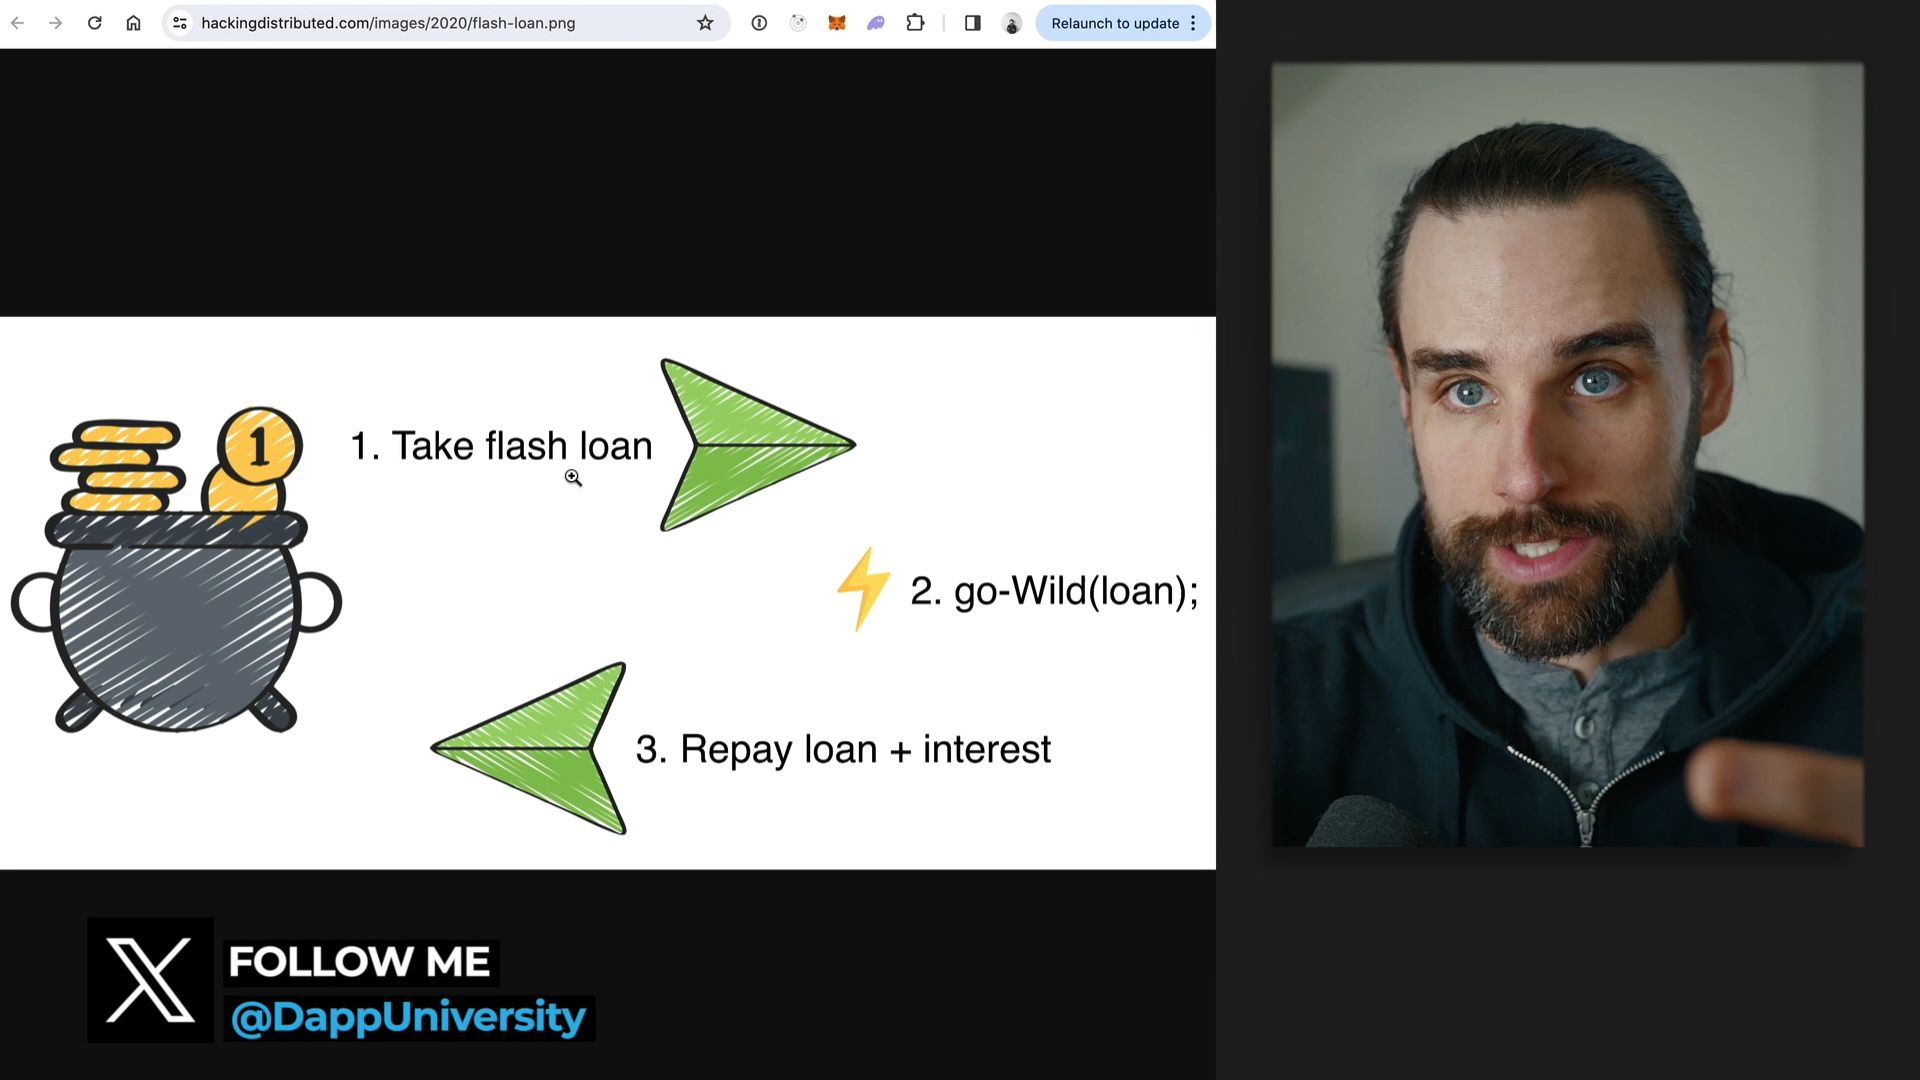 hackingdistributed.com/images/2020/flash-loan.png
Relaunch to update
1
1. Take flash loan
2. go-Wild(loan);
3. Repay loan + interest
FOLLOW ME
@DappUniversity